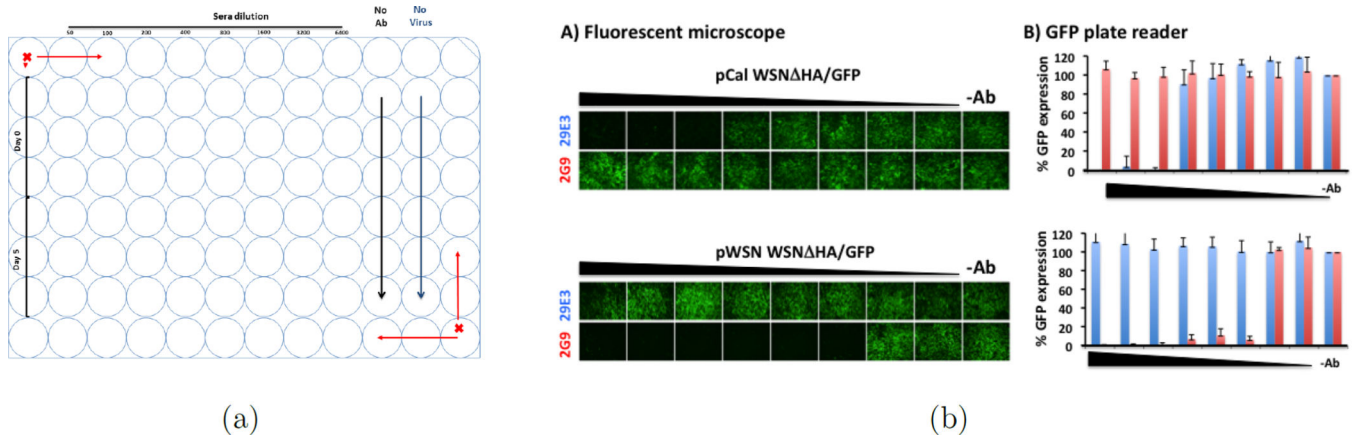 Sera dilution
No
Ab
No
Virus
50 100 200 400 800 1600 3200 6400
Day 0
Day 5
(a)
A) Fluorescent microscope
pCal WSNΔHA/GFP
-Ab
29E3
2G9
pWSN WSNΔHA/GFP
-Ab
29E3
2G9
B) GFP plate reader
% GFP expression
120
100
80
60
40
20
0
-Ab
% GFP expression
120
100
80
60
40
20
0
-Ab
(b)